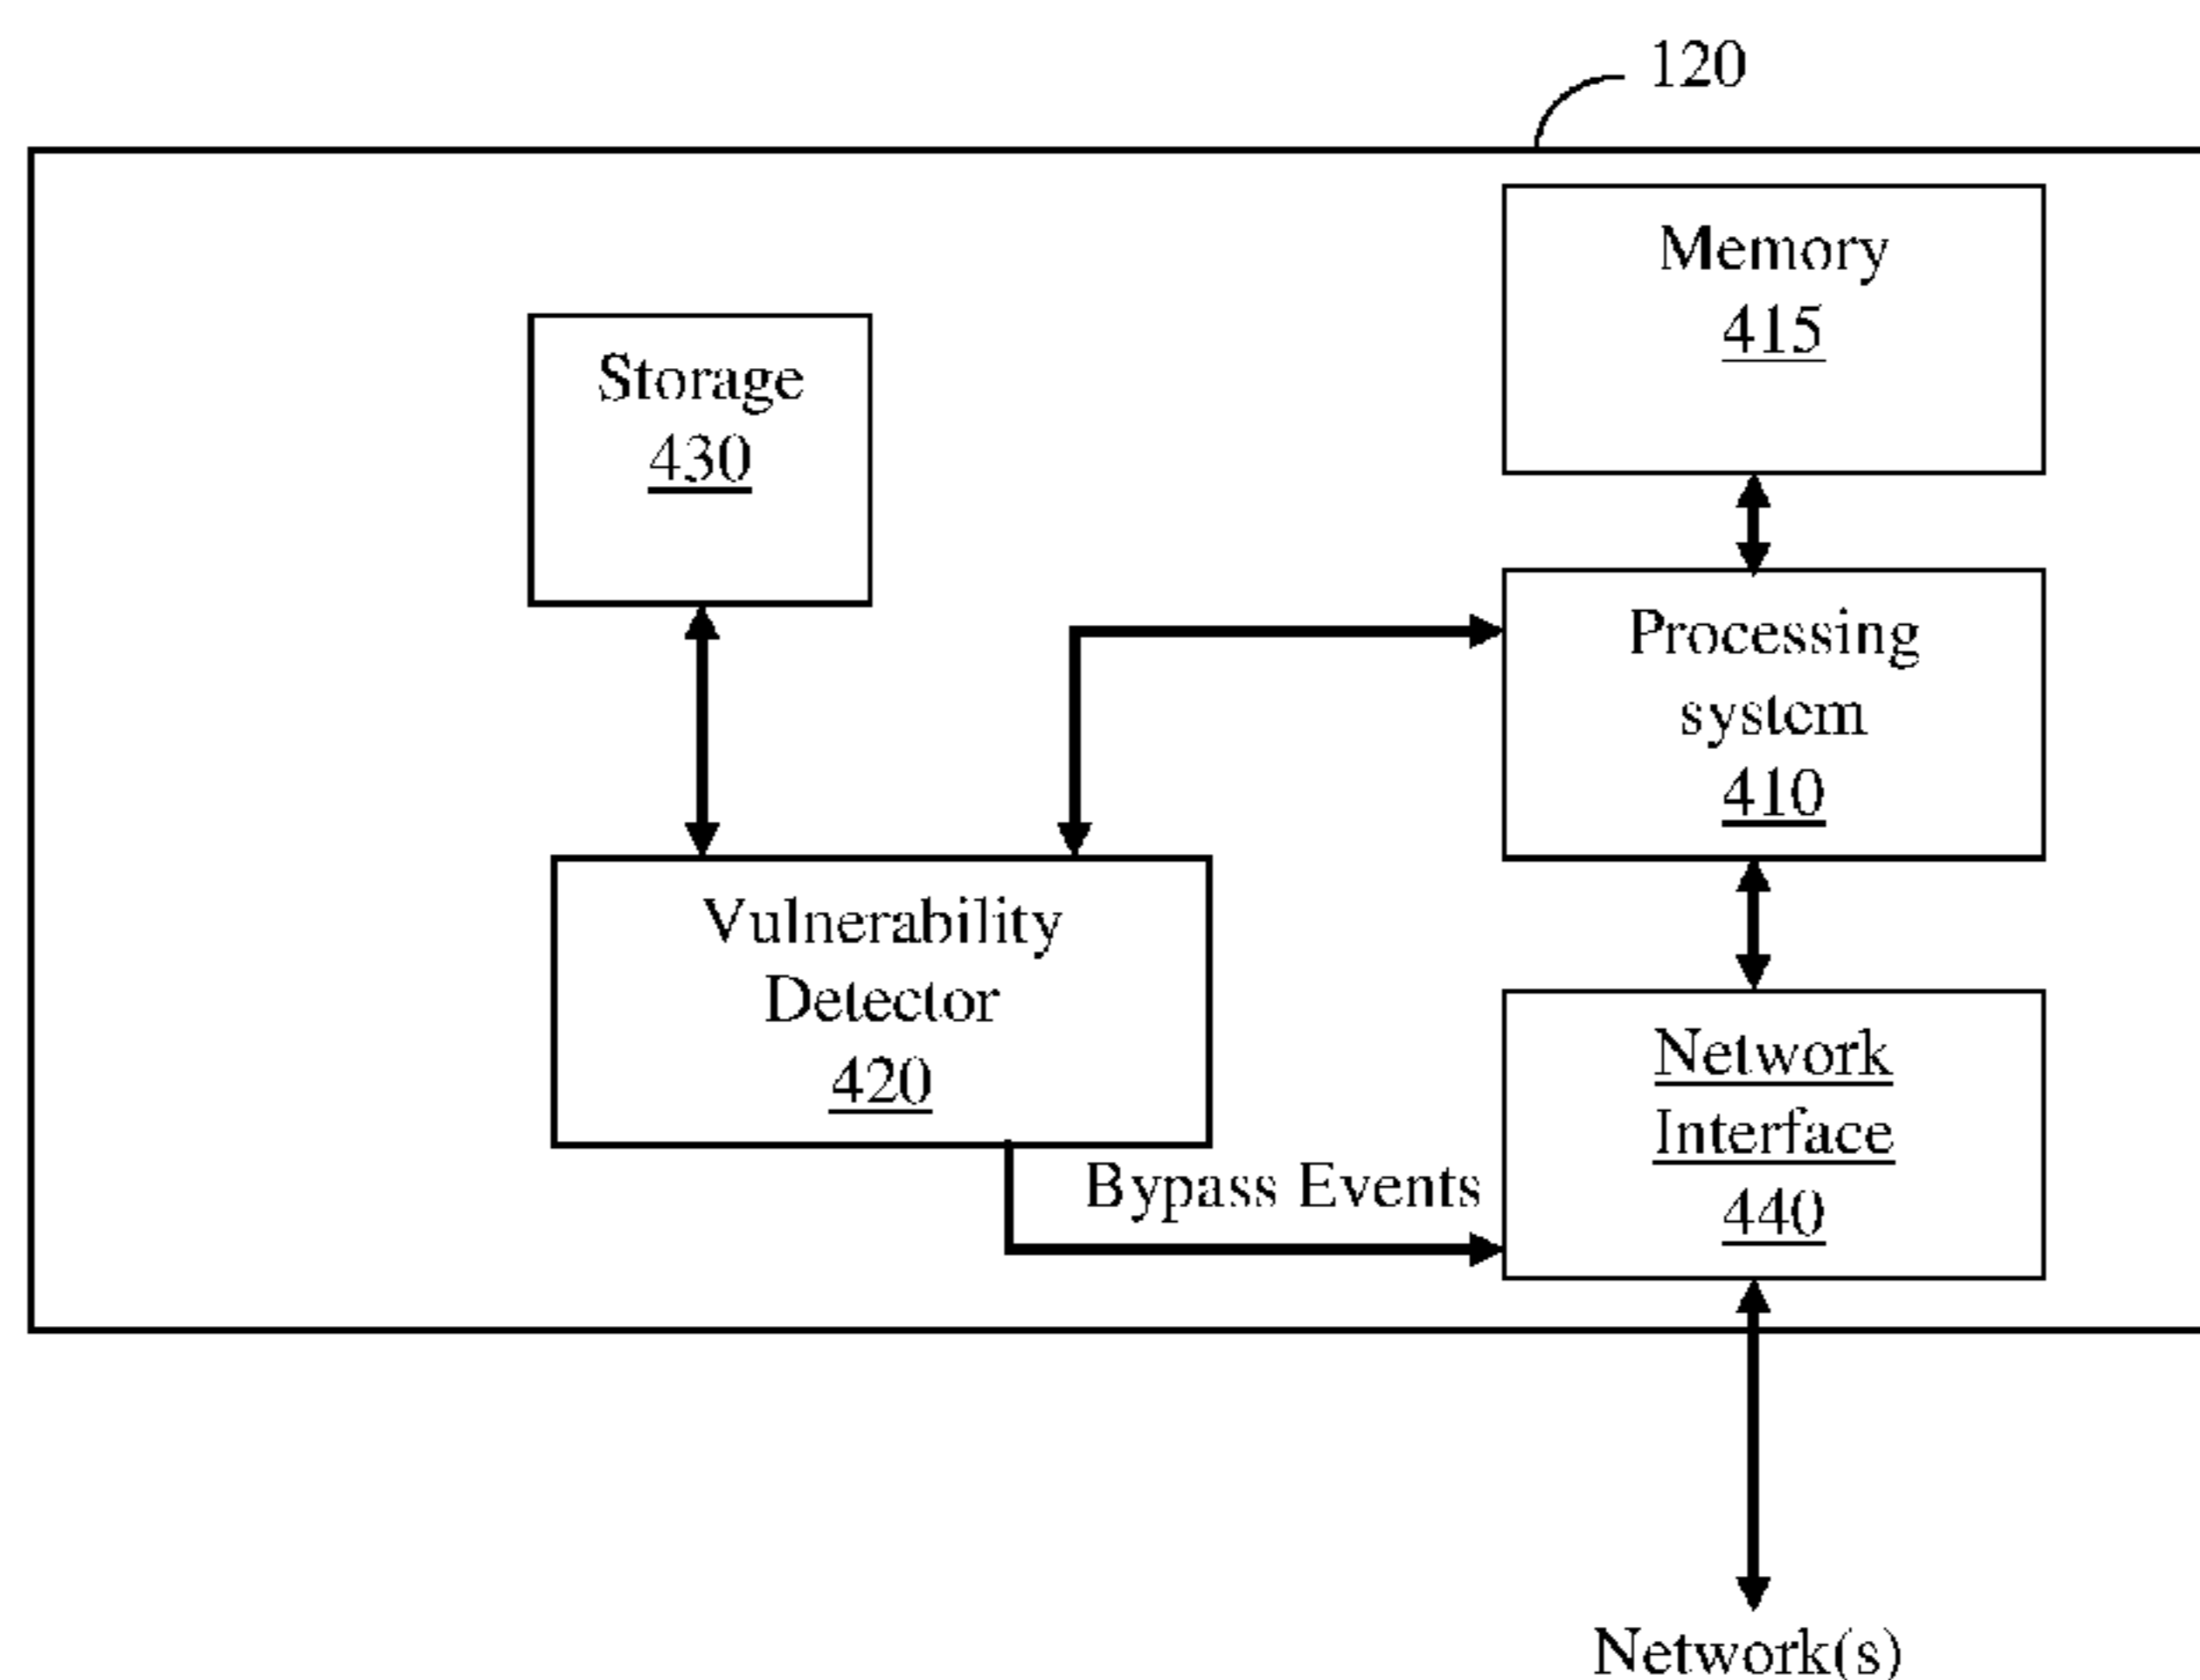 120
Memory
415
Storage
430
Processing
system
410
Vulnerability
Detector
420
Network
Interface
440
Bypass Events
Network(s)